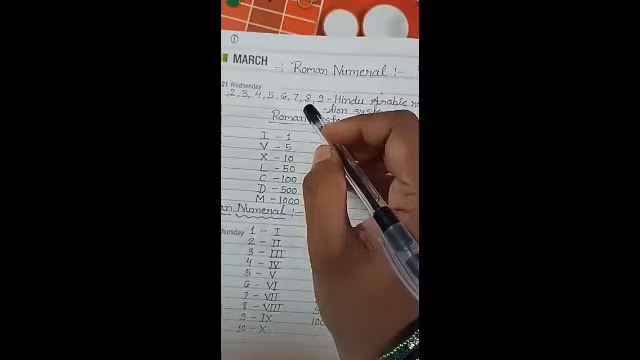 1
MARCH
-: Roman Numeral :-
21 Wednesday
,2,3,4,5,6,7,8,9 - Hindu Arabic
-tion
Roman
I - 1
V - 5
X - 10
L - 50
C - 100
D - 500
M - 1000
Numeral :-
1 - I
2 - II
3 - III
4 - IV
5 - V
6 - VI
7 - VII
8 - VIII
9 - IX
10 - X